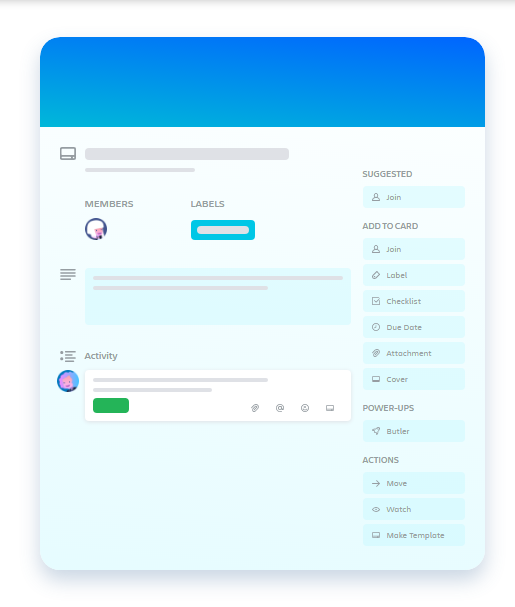 MEMBERS
LABELS
Activity
SUGGESTED
Join
ADD TO CARD
Join
Label
Checklist
Due Date
Attachment
Cover
POWER-UPS
Butler
ACTIONS
Move
Watch
Make Template